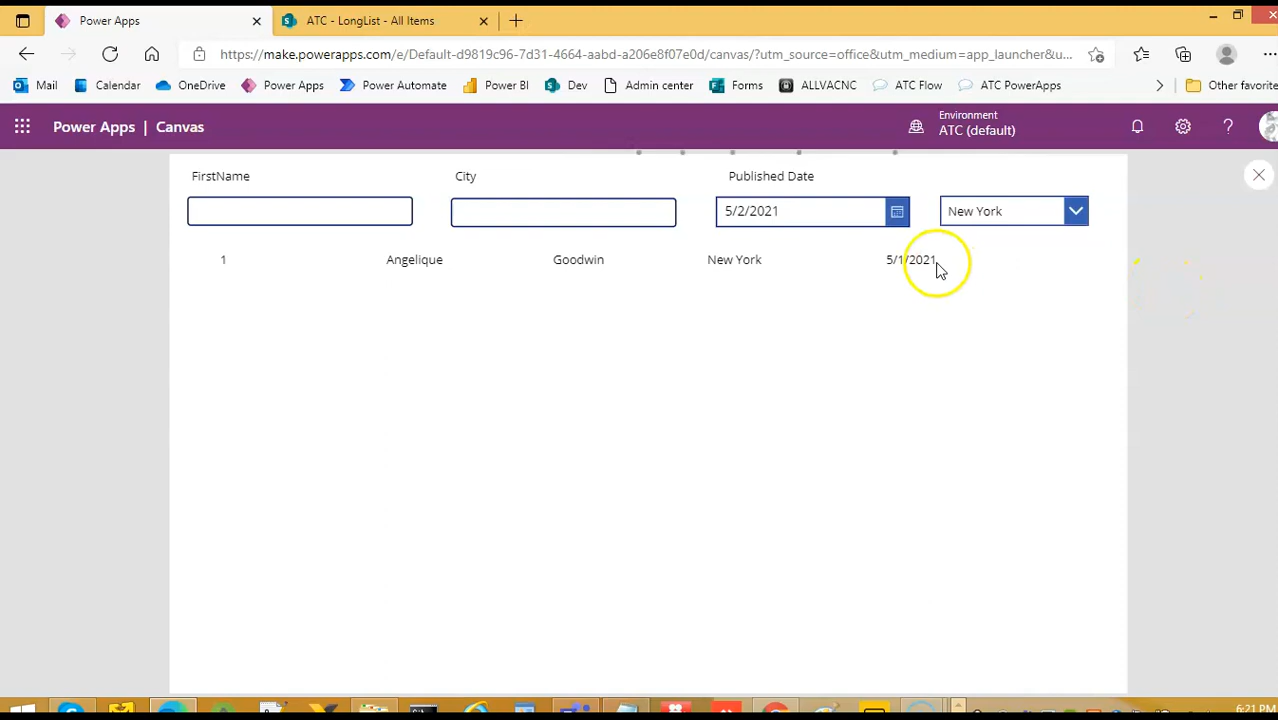 Power Apps
ATC - LongList - All Items
https://make.powerapps.com/e/Default-d9819c96-7d31-4664-aabd-a206e8f07e0d/canvas/?utm_source=office&utm_medium=app_launcher&u...
Mail Calendar OneDrive Power Apps Power Automate Power BI Dev Admin center Forms ALLVACNC ATC Flow ATC PowerApps Other favorite
Power Apps | Canvas
Environment
ATC (default)
FirstName City Published Date
5/2/2021 New York
1 Angelique Goodwin New York 5/1/2021
6:21 PM